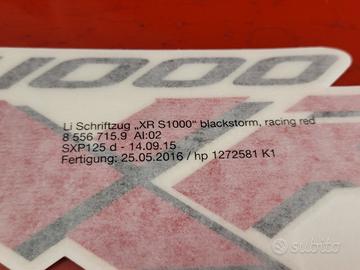 1000
Li Schriftzug „XR S1000“ blackstorm, racing red
8 556 715.9 AI:02
SXP125 d - 14.09.15
Fertigung: 25.05.2016 / hp 1272581 K1
subito